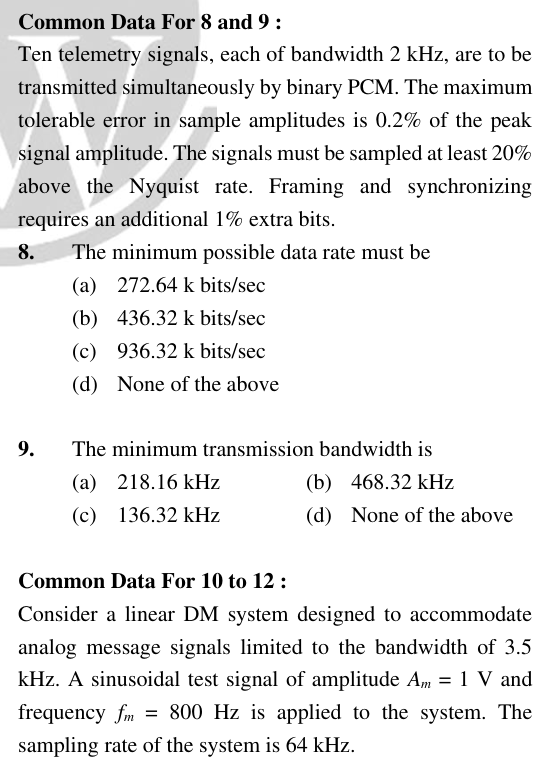 Common Data For 8 and 9 :
Ten telemetry signals, each of bandwidth 2 kHz, are to be
transmitted simultaneously by binary PCM. The maximum
tolerable error in sample amplitudes is 0.2% of the peak
signal amplitude. The signals must be sampled at least 20%
above the Nyquist rate. Framing and synchronizing
requires an additional 1% extra bits.
8. The minimum possible data rate must be
(a) 272.64 k bits/sec
(b) 436.32 k bits/sec
(c) 936.32 k bits/sec
(d) None of the above
9. The minimum transmission bandwidth is
(a) 218.16 kHz (b) 468.32 kHz
(c) 136.32 kHz (d) None of the above
Common Data For 10 to 12 :
Consider a linear DM system designed to accommodate
analog message signals limited to the bandwidth of 3.5
kHz. A sinusoidal test signal of amplitude Am = 1 V and
frequency fm = 800 Hz is applied to the system. The
sampling rate of the system is 64 kHz.